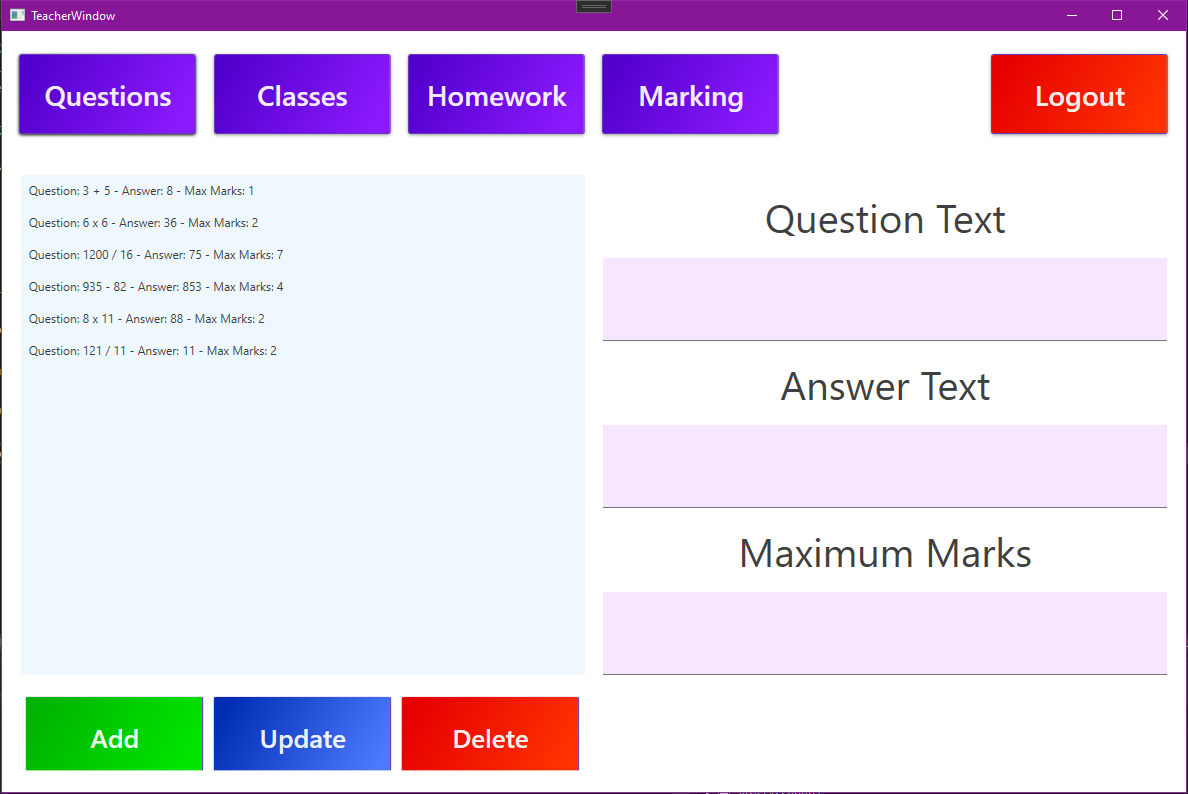 TeacherWindow
Questions Classes Homework Marking Logout
Question: 3 + 5 - Answer: 8 - Max Marks: 1
Question: 6 x 6 - Answer: 36 - Max Marks: 2
Question: 1200 / 16 - Answer: 75 - Max Marks: 7
Question: 935 - 82 - Answer: 853 - Max Marks: 4
Question: 8 x 11 - Answer: 88 - Max Marks: 2
Question: 121 / 11 - Answer: 11 - Max Marks: 2
Question Text
Answer Text
Maximum Marks
Add Update Delete